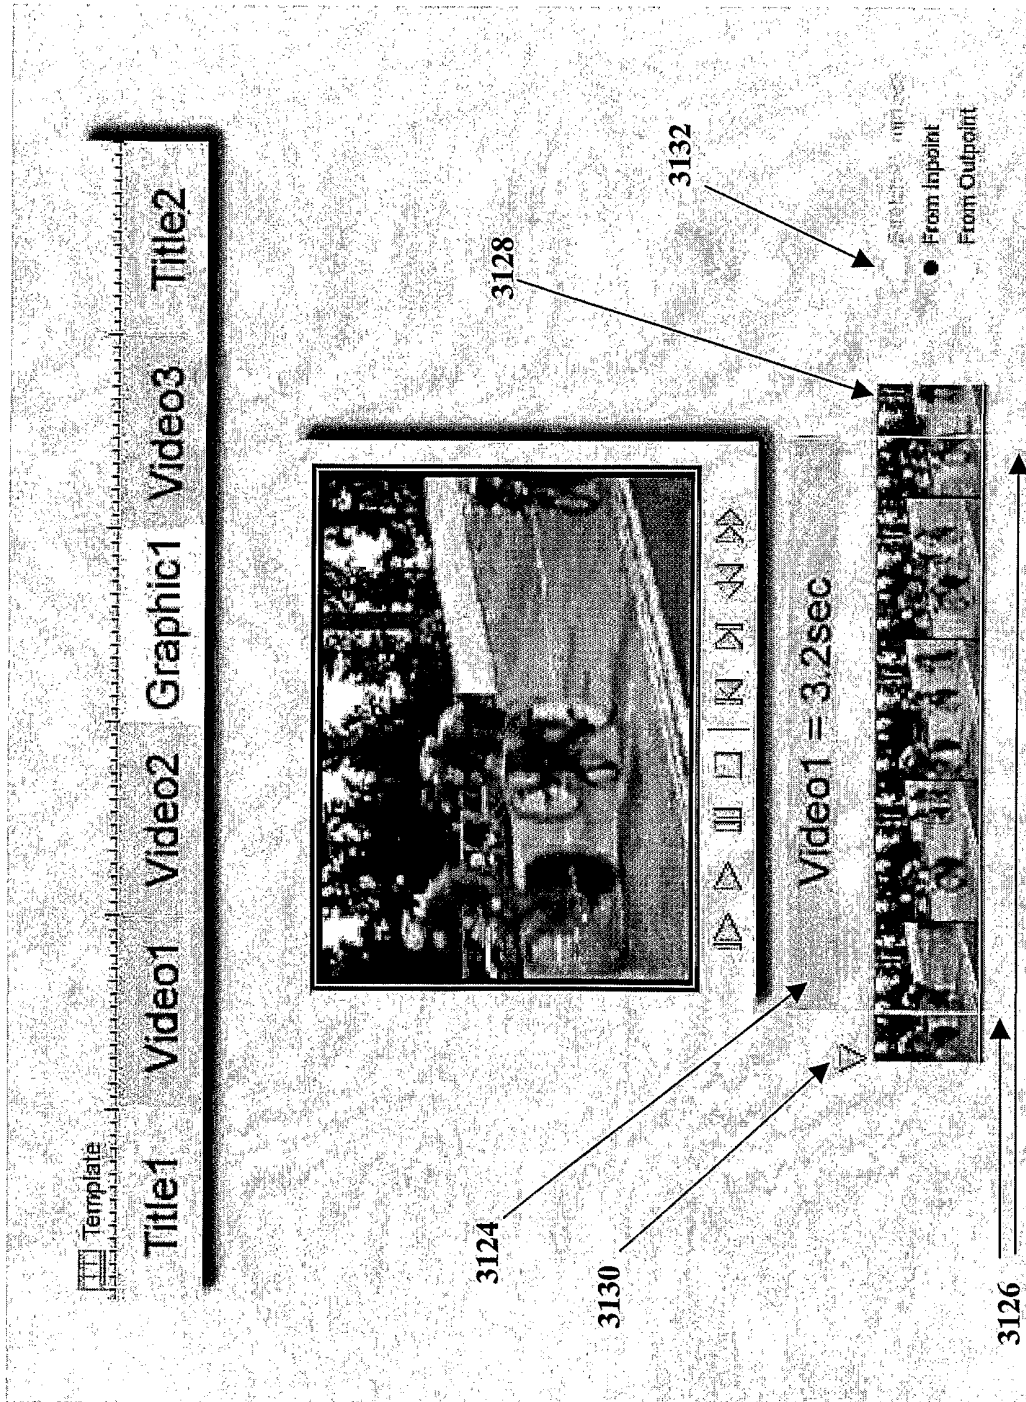 Template
Title1 Video1 Video2 Graphic1 Video3 Title2
Video1 = 3.2sec
From Inpoint
From Outpoint
3124
3130
3126
3128
3132